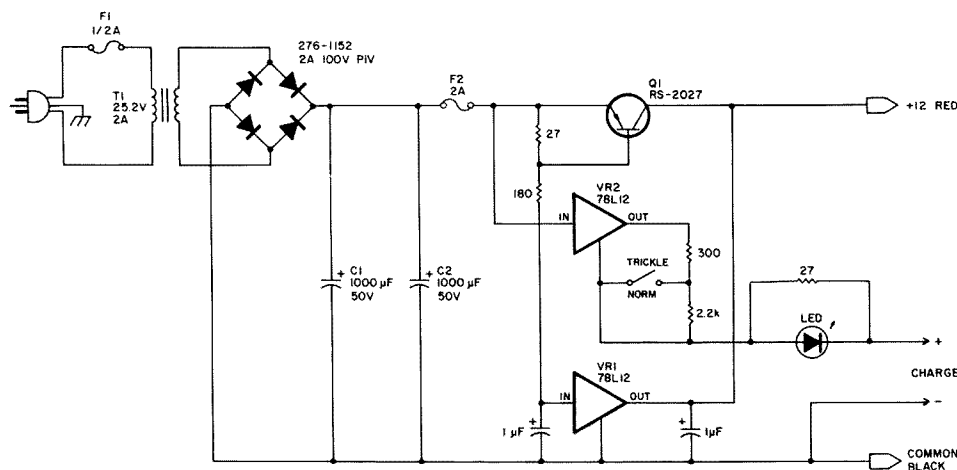 F1
1/2A
T1
25.2V
2A
276-1152
2A 100V PIV
F2
2A
Q1
RS-2027
+12 RED
27
180
VR2
78L12
IN
OUT
300
TRICKLE
NORM
2.2k
27
LED
+
CHARGE
-
+ C1
1000 µF
50V
+ C2
1000 µF
50V
VR1
78L12
IN
OUT
+
1 µF
+
1µF
COMMON
BLACK